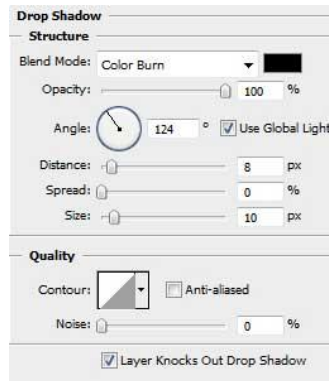 Drop Shadow
Structure
Blend Mode: Color Burn
Opacity: 100 %
Angle: 124 ° Use Global Light
Distance: 8 px
Spread: 0 %
Size: 10 px
Quality
Contour: Anti-aliased
Noise: 0 %
Layer Knocks Out Drop Shadow